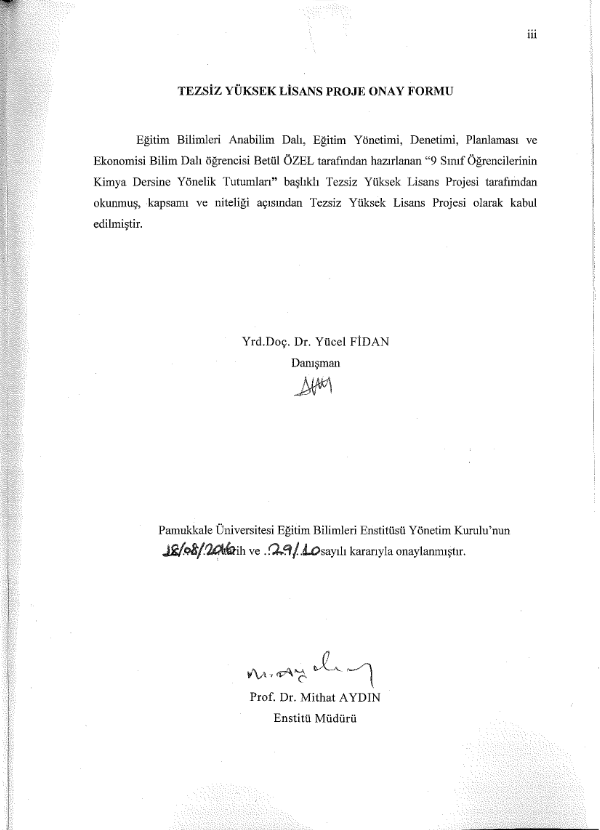 iii
TEZSİZ YÜKSEK LİSANS PROJE ONAY FORMU
Eğitim Bilimleri Anabilim Dalı, Eğitim Yönetimi, Denetimi, Planlaması ve
Ekonomisi Bilim Dalı öğrencisi Betül ÖZEL tarafından hazırlanan “9 Sınıf Öğrencilerinin
Kimya Dersine Yönelik Tutumları” başlıklı Tezsiz Yüksek Lisans Projesi tarafımdan
okunmuş, kapsamı ve niteliği açısından Tezsiz Yüksek Lisans Projesi olarak kabul
edilmiştir.
Yrd.Doç. Dr. Yücel FİDAN
Danışman
Pamukkale Üniversitesi Eğitim Bilimleri Enstitüsü Yönetim Kurulu’nun
18/08/2016 tarih ve ..29/10 sayılı kararıyla onaylanmıştır.
M. Aydın
Prof. Dr. Mithat AYDIN
Enstitü Müdürü